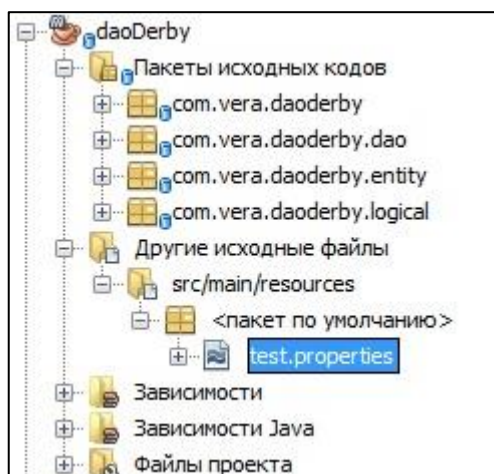 daoDerby
Пакеты исходных кодов
com.vera.daoderby
com.vera.daoderby.dao
com.vera.daoderby.entity
com.vera.daoderby.logical
Другие исходные файлы
src/main/resources
<пакет по умолчанию>
test.properties
Зависимости
Зависимости Java
Файлы проекта